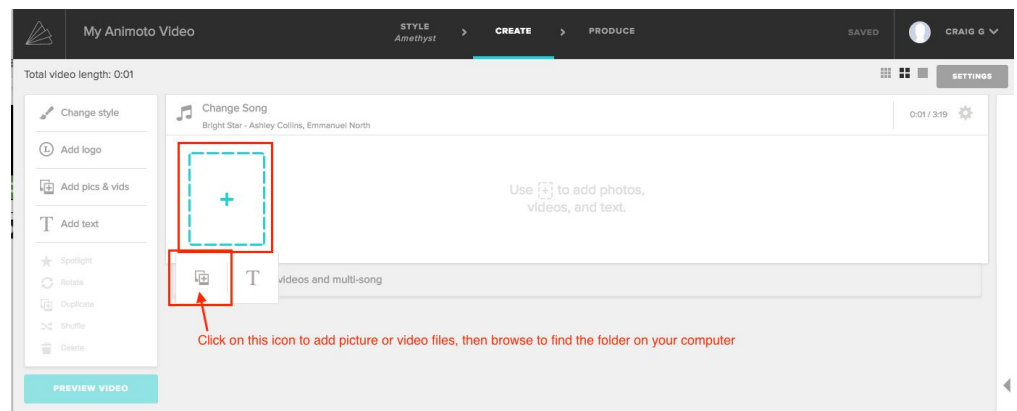 My Animoto Video
STYLE
Amethyst
>
CREATE
>
PRODUCE
SAVED
CRAIG G
Total video length: 0:01
SETTINGS
Change style
Change Song
Bright Star - Ashley Collins, Emmanuel North
0:01 / 3:19
L Add logo
Add pics & vids
+
Use [+] to add photos,
videos, and text.
T Add text
Spotlight
T videos and multi-song
Rotate
Duplicate
Shuffle
Click on this icon to add picture or video files, then browse to find the folder on your computer
Delete
PREVIEW VIDEO